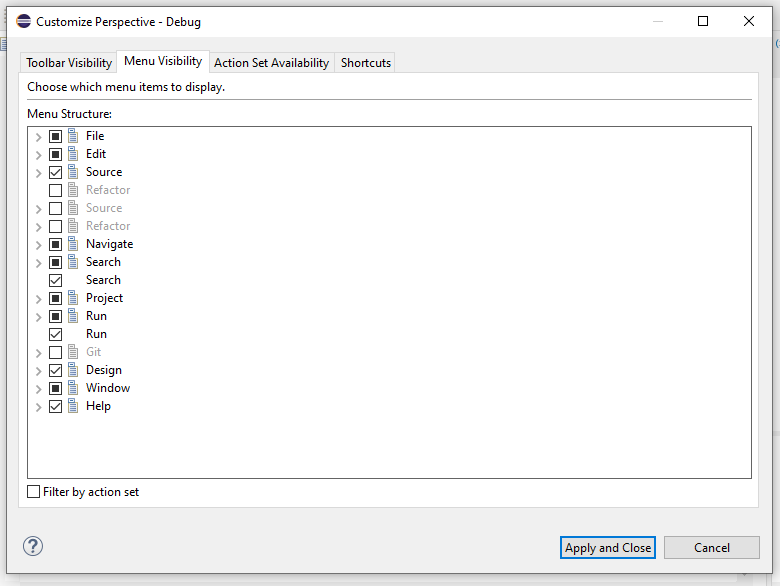 Customize Perspective - Debug
Toolbar Visibility Menu Visibility Action Set Availability Shortcuts
Choose which menu items to display.
Menu Structure:
File
Edit
Source
Refactor
Source
Refactor
Navigate
Search
Search
Project
Run
Run
Git
Design
Window
Help
Filter by action set
? Apply and Close Cancel